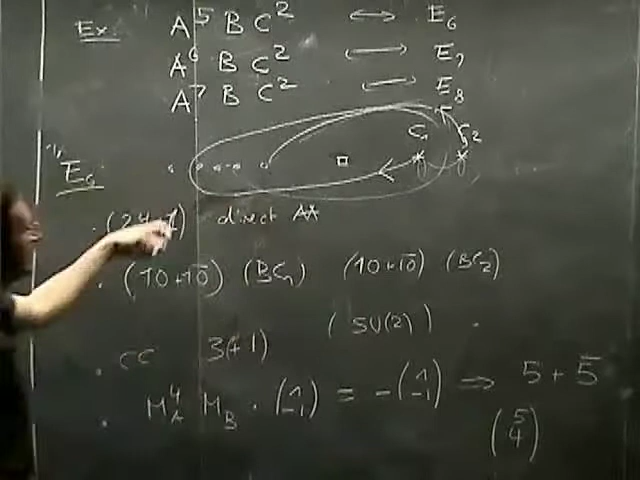 Ex: A⁵ B C² ⟷ E₆
A⁶ B C² ⟷ E₇
A⁷ B C² ⟷ E₈
C₁ C₂
E₆
direct AA
(10+10̄) (BC₁) (10+10̄) (BC₂)
CC 3(+1) (SU(2))
M_A⁴ M_B · (1 -1) = -(1 -1) ⇒ 5 + 5̄
(5 4)